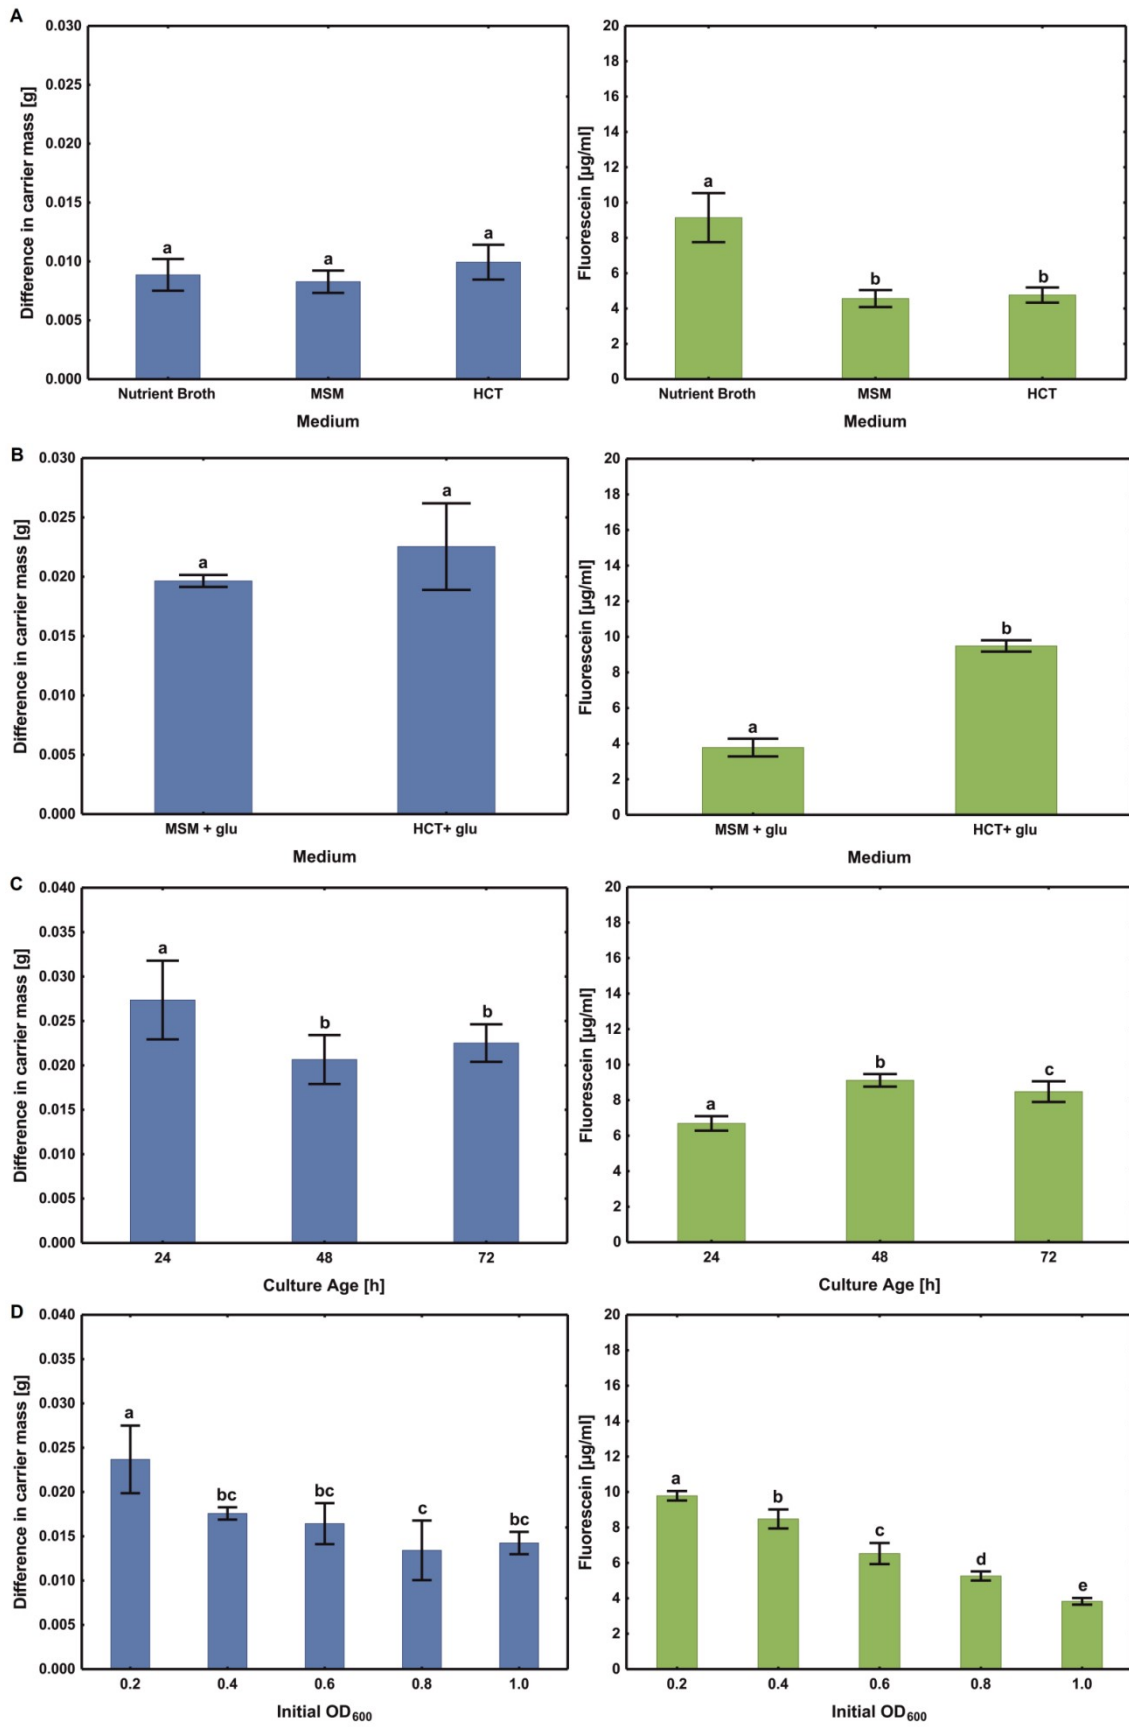 A
Difference in carrier mass [g]
0.030
0.025
0.020
0.015
0.010
0.005
0.000
a
a
a
Nutrient Broth MSM HCT
Medium
Fluorescein [µg/ml]
20
18
16
14
12
10
8
6
4
2
0
a
b
b
Nutrient Broth MSM HCT
Medium
B
Difference in carrier mass [g]
0.030
0.025
0.020
0.015
0.010
0.005
0.000
a
a
MSM + glu HCT+ glu
Medium
Fluorescein [µg/ml]
20
18
16
14
12
10
8
6
4
2
0
a
b
MSM + glu HCT+ glu
Medium
C
Difference in carrier mass [g]
0.040
0.035
0.030
0.025
0.020
0.015
0.010
0.005
0.000
a
b
b
24 48 72
Culture Age [h]
Fluorescein [µg/ml]
20
18
16
14
12
10
8
6
4
2
0
a
b
c
24 48 72
Culture Age [h]
D
Difference in carrier mass [g]
0.040
0.035
0.030
0.025
0.020
0.015
0.010
0.005
0.000
a
bc
bc
c
bc
0.2 0.4 0.6 0.8 1.0
Initial OD600
Fluorescein [µg/ml]
20
18
16
14
12
10
8
6
4
2
0
a
b
c
d
e
0.2 0.4 0.6 0.8 1.0
Initial OD600